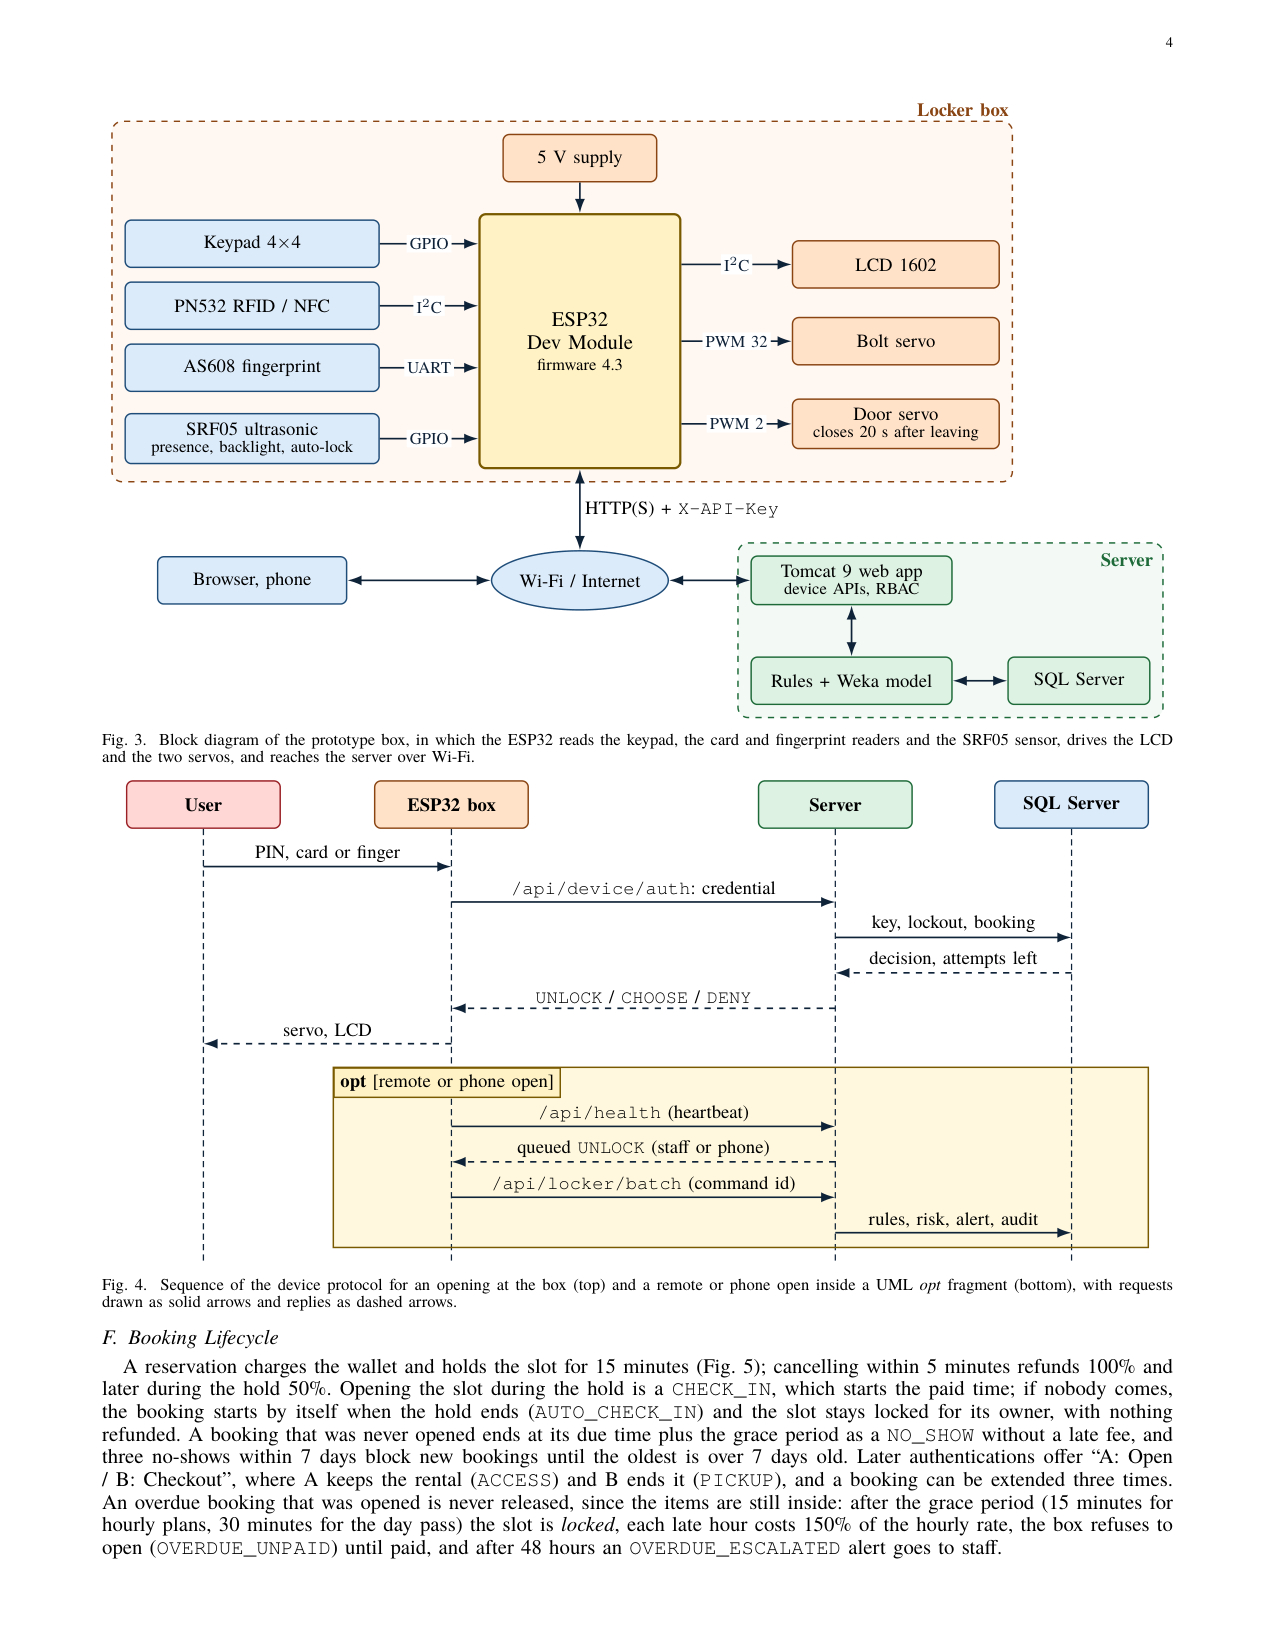 4
Locker box
5 V supply
Keypad 4×4
GPIO
PN532 RFID / NFC
I²C
AS608 fingerprint
UART
SRF05 ultrasonic
presence, backlight, auto-lock
GPIO
ESP32
Dev Module
firmware 4.3
I²C
LCD 1602
PWM 32
Bolt servo
PWM 2
Door servo
closes 20 s after leaving
HTTP(S) + X-API-Key
Browser, phone
Wi-Fi / Internet
Server
Tomcat 9 web app
device APIs, RBAC
Rules + Weka model
SQL Server
Fig. 3. Block diagram of the prototype box, in which the ESP32 reads the keypad, the card and fingerprint readers and the SRF05 sensor, drives the LCD
and the two servos, and reaches the server over Wi-Fi.
User
ESP32 box
Server
SQL Server
PIN, card or finger
/api/device/auth: credential
key, lockout, booking
decision, attempts left
UNLOCK / CHOOSE / DENY
servo, LCD
opt [remote or phone open]
/api/health (heartbeat)
queued UNLOCK (staff or phone)
/api/locker/batch (command id)
rules, risk, alert, audit
Fig. 4. Sequence of the device protocol for an opening at the box (top) and a remote or phone open inside a UML opt fragment (bottom), with requests
drawn as solid arrows and replies as dashed arrows.
F. Booking Lifecycle
A reservation charges the wallet and holds the slot for 15 minutes (Fig. 5); cancelling within 5 minutes refunds 100% and
later during the hold 50%. Opening the slot during the hold is a CHECK_IN, which starts the paid time; if nobody comes,
the booking starts by itself when the hold ends (AUTO_CHECK_IN) and the slot stays locked for its owner, with nothing
refunded. A booking that was never opened ends at its due time plus the grace period as a NO_SHOW without a late fee, and
three no-shows within 7 days block new bookings until the oldest is over 7 days old. Later authentications offer “A: Open
/ B: Checkout”, where A keeps the rental (ACCESS) and B ends it (PICKUP), and a booking can be extended three times.
An overdue booking that was opened is never released, since the items are still inside: after the grace period (15 minutes for
hourly plans, 30 minutes for the day pass) the slot is locked, each late hour costs 150% of the hourly rate, the box refuses to
open (OVERDUE_UNPAID) until paid, and after 48 hours an OVERDUE_ESCALATED alert goes to staff.